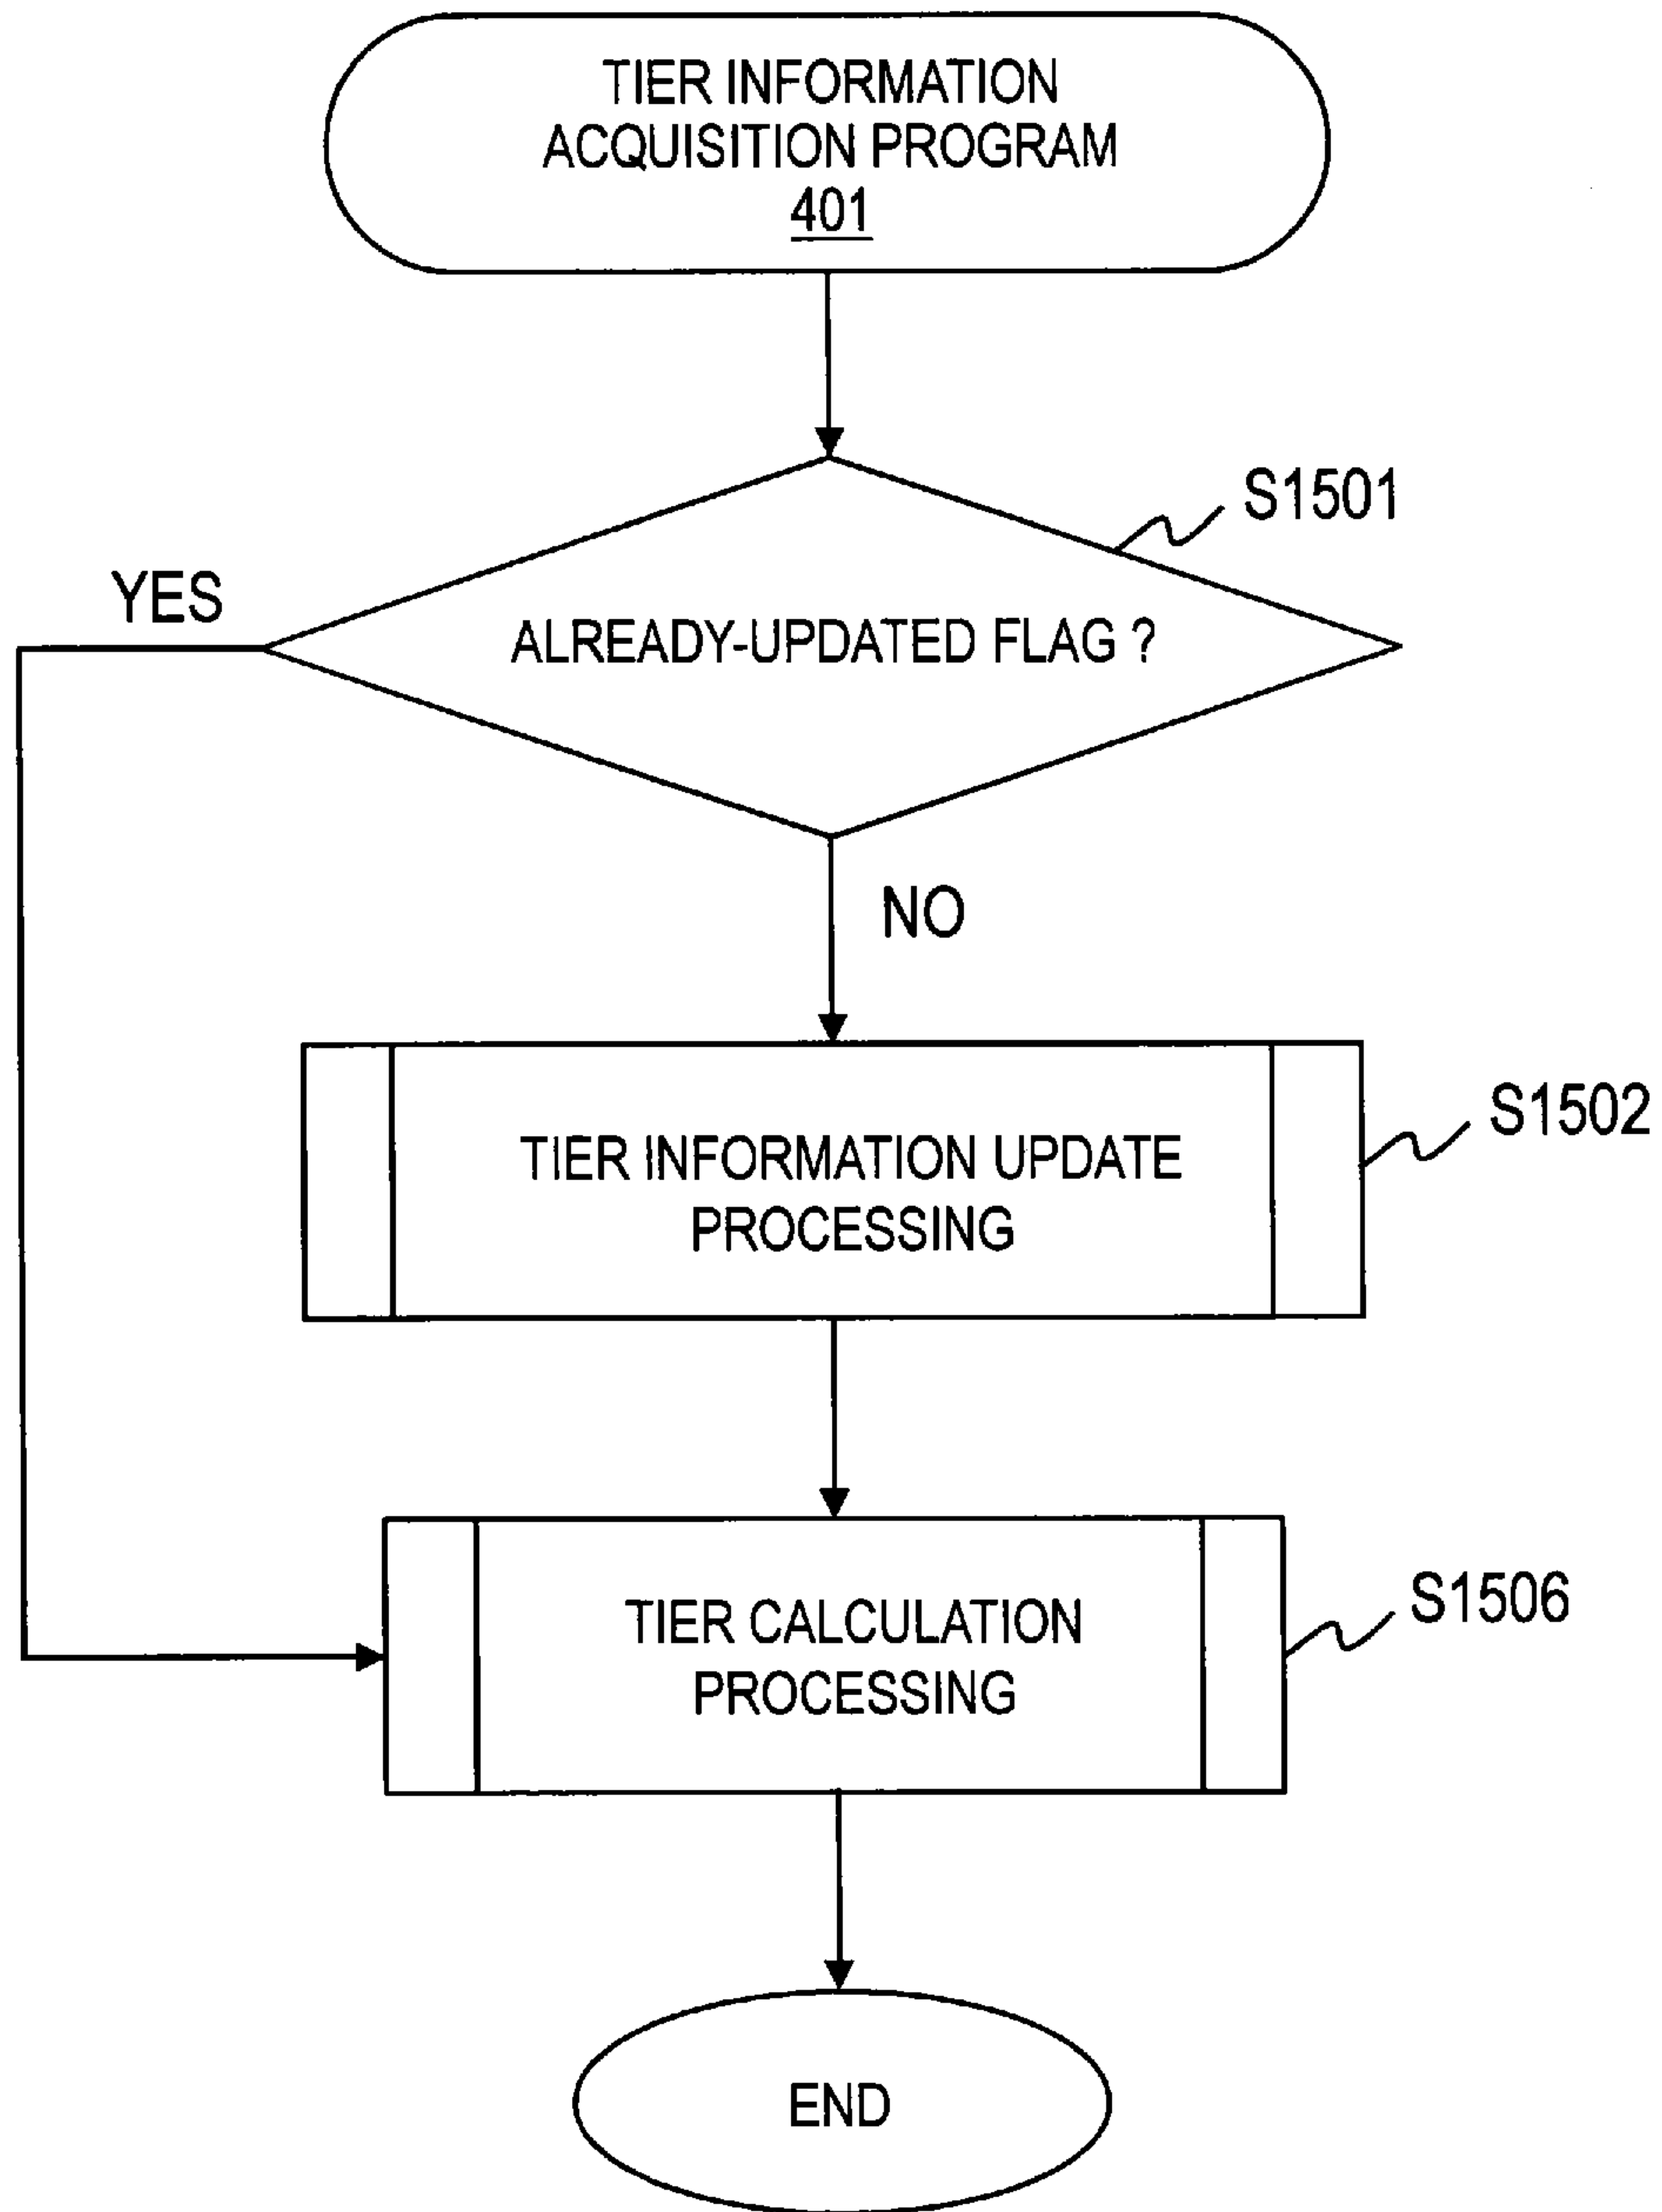 TIER INFORMATION
ACQUISITION PROGRAM
401
S1501
YES
ALREADY-UPDATED FLAG ?
NO
S1502
TIER INFORMATION UPDATE
PROCESSING
S1506
TIER CALCULATION
PROCESSING
END